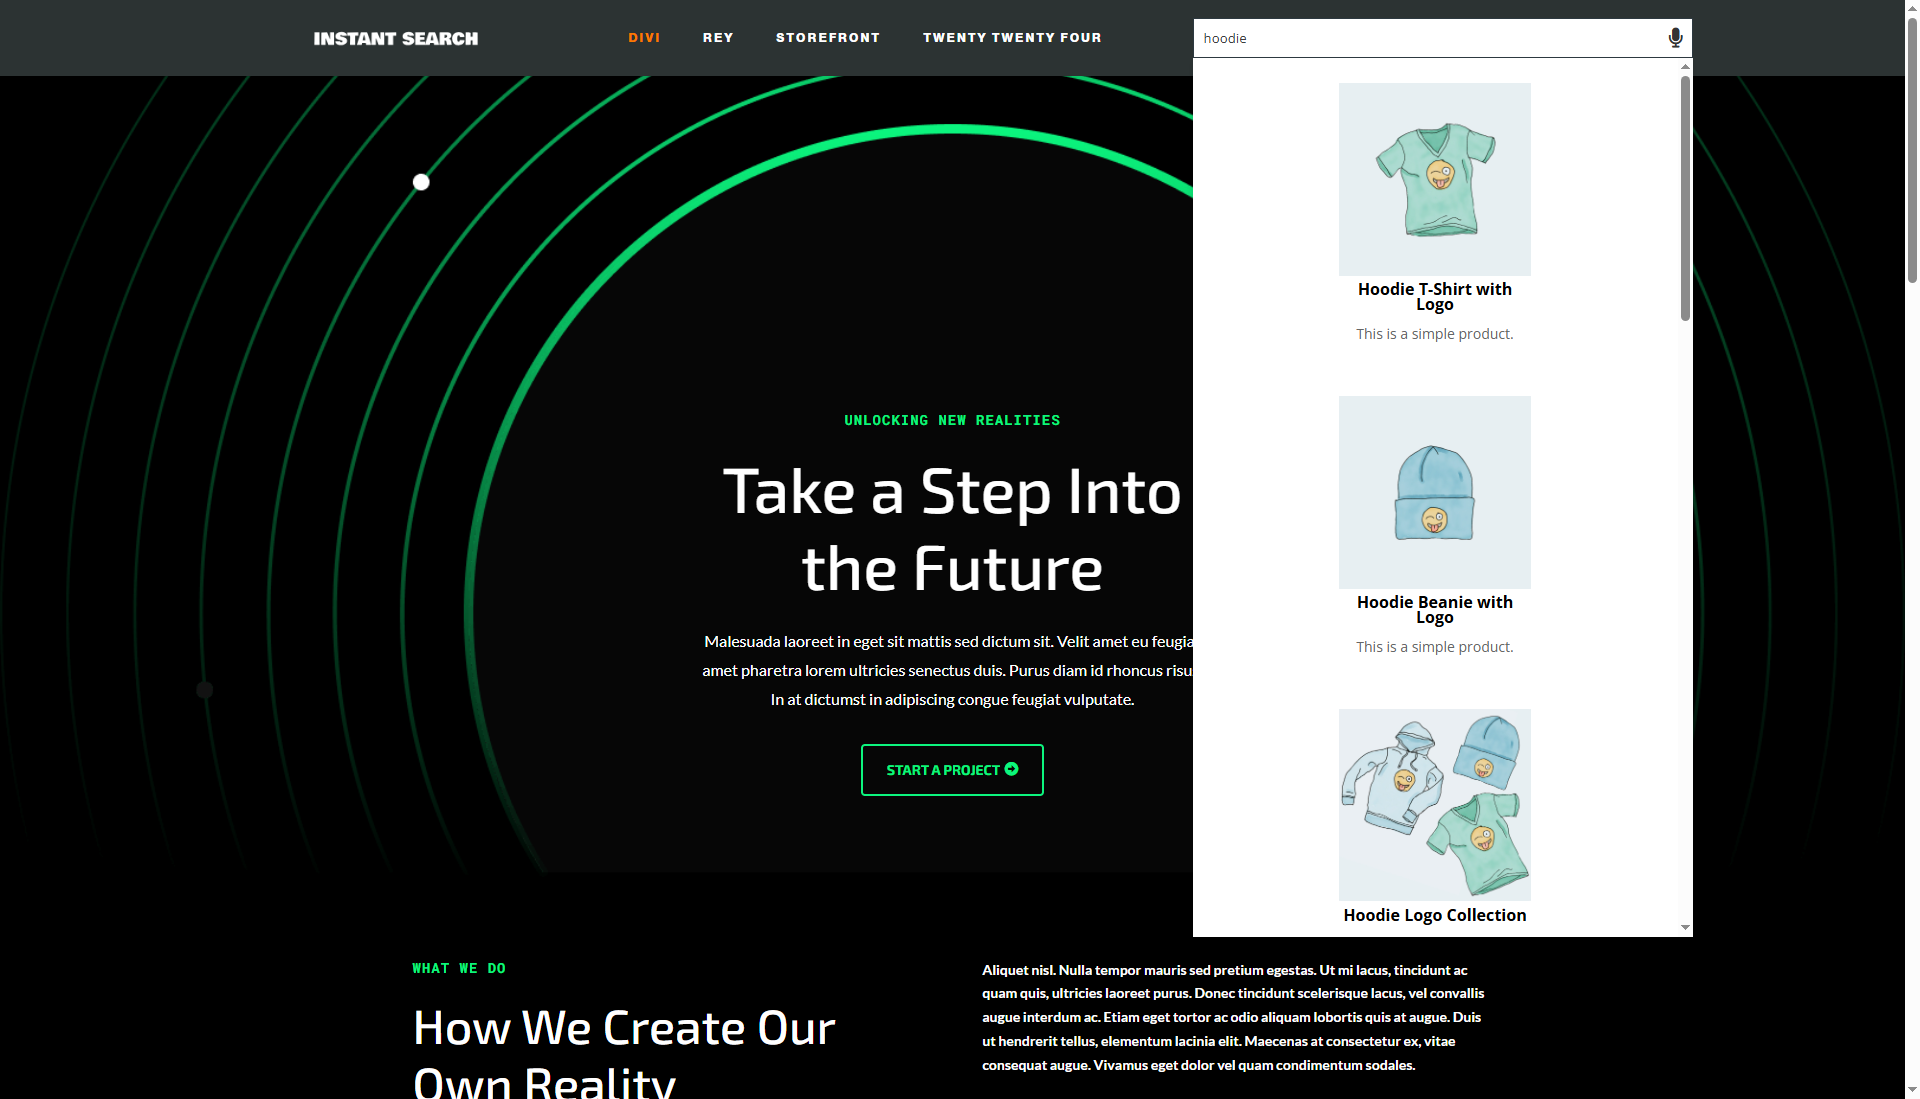 INSTANT SEARCH
DIVI
REY
STOREFRONT
TWENTY TWENTY FOUR
hoodie
Hoodie T-Shirt with
Logo
This is a simple product.
Hoodie Beanie with
Logo
This is a simple product.
Hoodie Logo Collection
UNLOCKING NEW REALITIES
Take a Step Into
the Future
Malesuada laoreet in eget sit mattis sed dictum sit. Velit amet eu feugia
amet pharetra lorem ultricies senectus duis. Purus diam id rhoncus risu
In at dictumst in adipiscing congue feugiat vulputate.
START A PROJECT
WHAT WE DO
How We Create Our
Own Reality
Aliquet nisl. Nulla tempor mauris sed pretium egestas. Ut mi lacus, tincidunt ac
quam quis, ultricies laoreet purus. Donec tincidunt scelerisque lacus, vel convallis
augue interdum ac. Etiam eget tortor ac odio aliquam lobortis quis at augue. Duis
ut hendrerit tellus, elementum lacinia elit. Maecenas at consectetur ex, vitae
consequat augue. Vivamus eget dolor vel quam condimentum sodales.